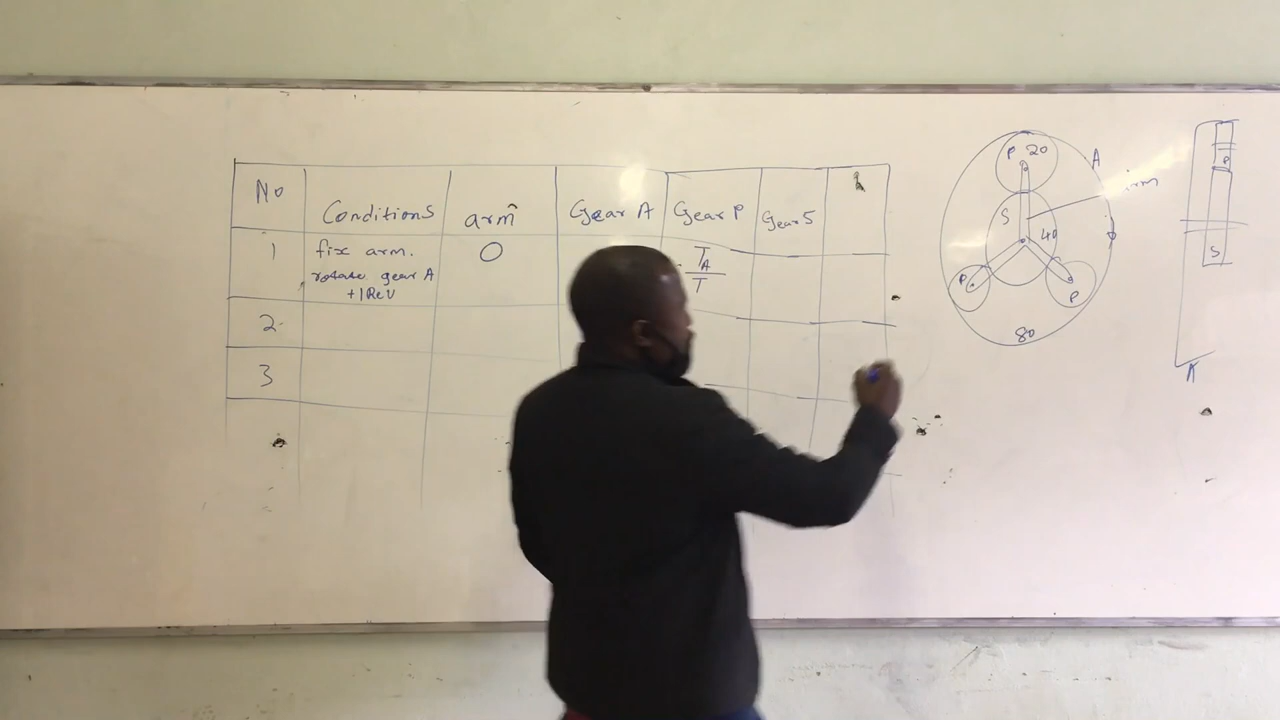 No
Conditions
arm
Gear A
Gear P
Gear S
1
fix arm.
rotate gear A
+1 Rev
0
T_A
T
2
3
P 20
A
arm
S
40
P
P
80
P
S
A